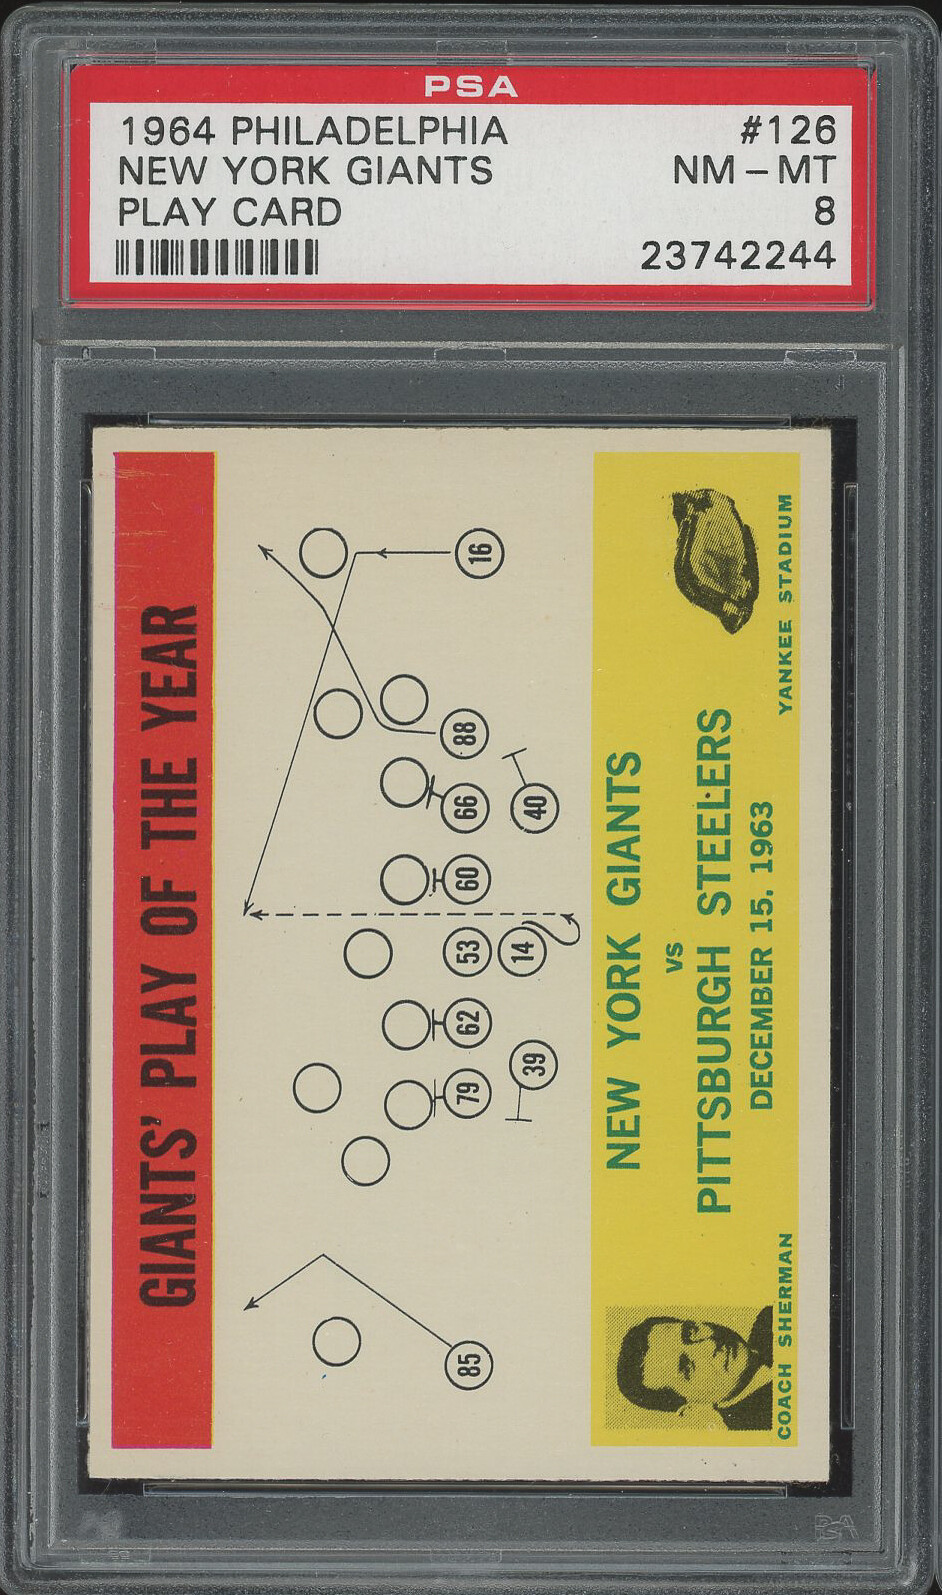 PSA
1964 PHILADELPHIA #126
NEW YORK GIANTS NM-MT
PLAY CARD 8
23742244
GIANTS' PLAY OF THE YEAR
16
88
66
40
60
53
14
62
39
79
85
NEW YORK GIANTS
vs
PITTSBURGH STEELERS
DECEMBER 15. 1963
COACH SHERMAN
YANKEE STADIUM
PSA